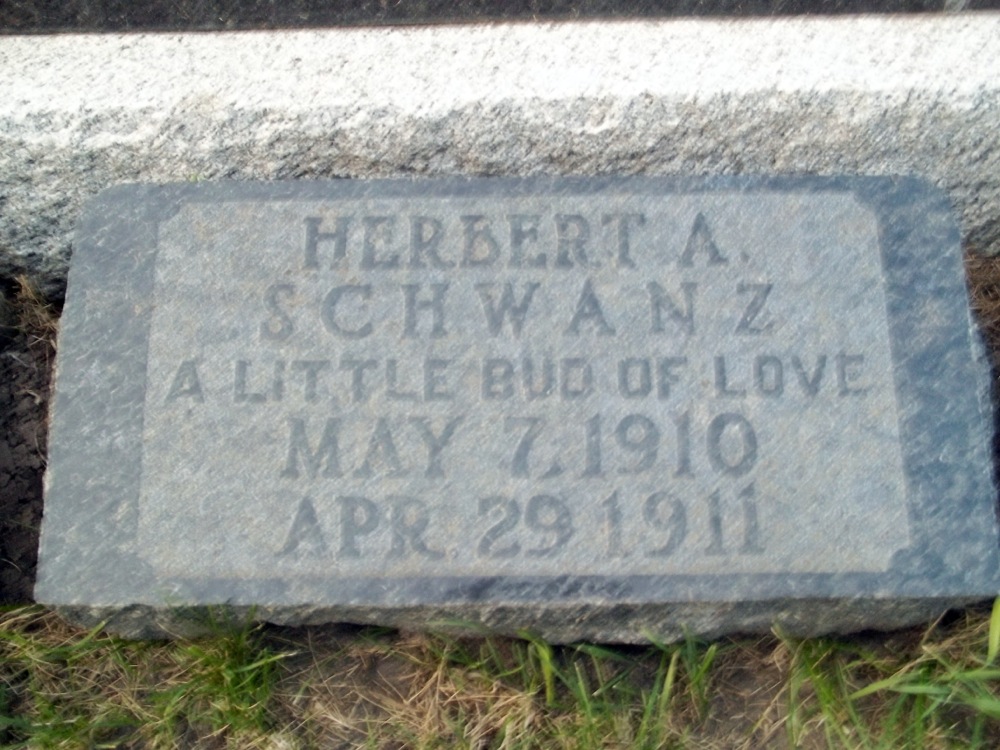 HERBERT A.
SCHWANZ
A LITTLE BUD OF LOVE
MAY 7, 1910
APR. 29 1911